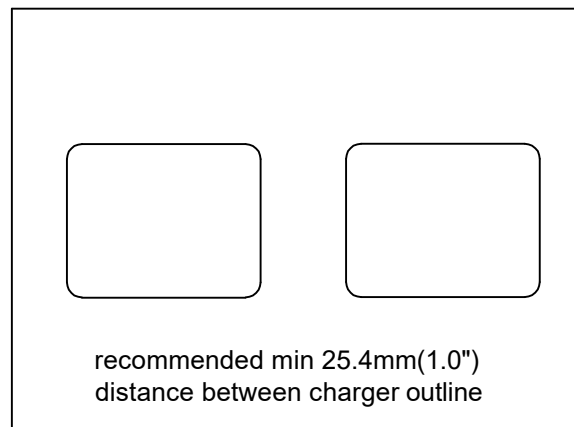 recommended min 25.4mm(1.0")
distance between charger outline